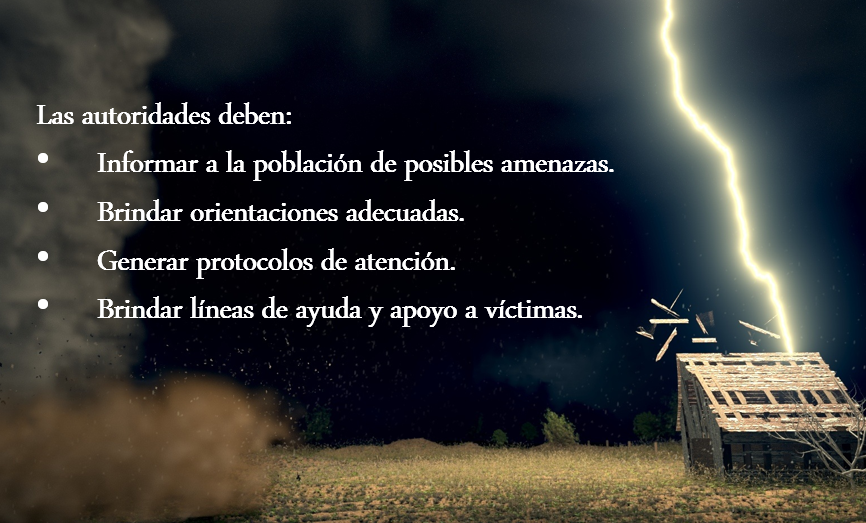 Las autoridades deben:
• Informar a la población de posibles amenazas.
• Brindar orientaciones adecuadas.
• Generar protocolos de atención.
• Brindar líneas de ayuda y apoyo a víctimas.